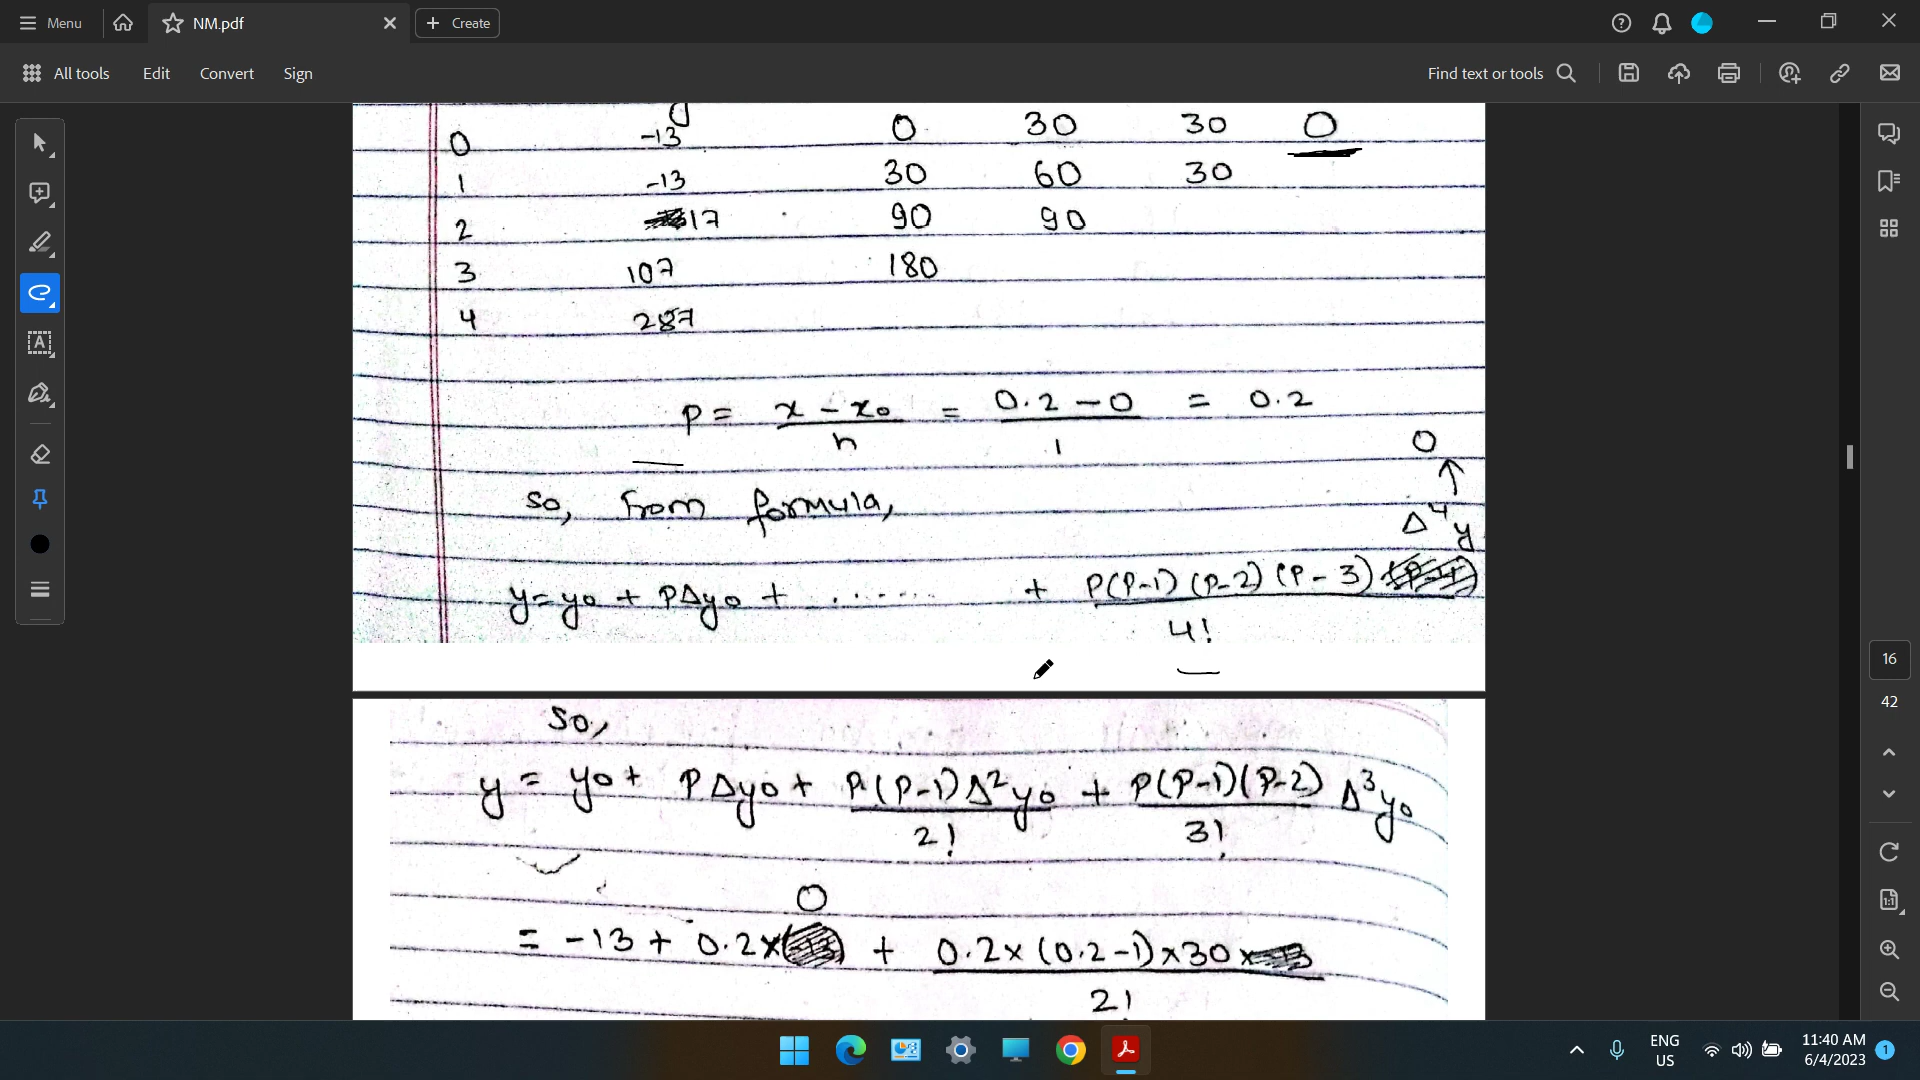 Menu
NM.pdf
Create
All tools
Edit
Convert
Sign
Find text or tools
0 -13 0 30 30 0
1 -13 30 60 30
2 17 90 90
3 107 180
4 287
p = x - x₀ / h = 0.2 - 0 / 1 = 0.2
0
↑
so, from formula,
Δ⁴y
y = y₀ + PΔy₀ + ....... + P(P-1)(P-2)(P-3) / 4!
so,
y = y₀ + PΔy₀ + P(P-1)Δ²y₀ / 2! + P(P-1)(P-2) / 3! Δ³y₀
0
= -13 + 0.2× + 0.2×(0.2-1)×30 / 2!
16
42
1:1
ENG
US
11:40 AM
6/4/2023
1